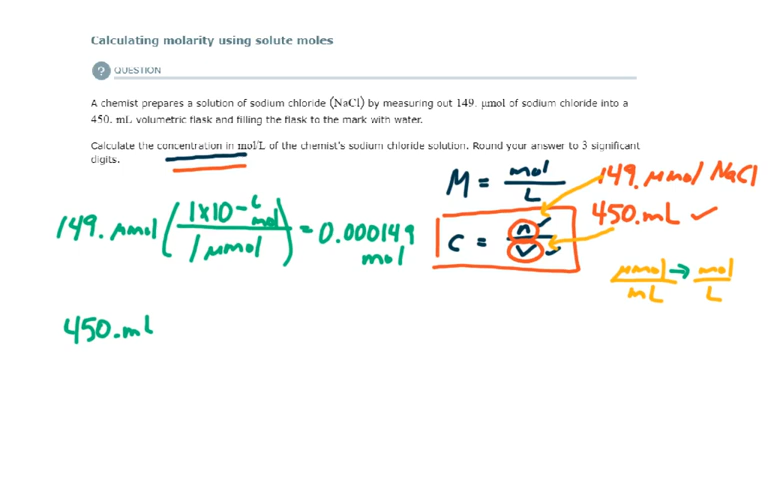 Calculating molarity using solute moles
? QUESTION
A chemist prepares a solution of sodium chloride (NaCl) by measuring out 149. μmol of sodium chloride into a
450. mL volumetric flask and filling the flask to the mark with water.
Calculate the concentration in mol/L of the chemist's sodium chloride solution. Round your answer to 3 significant
digits.
M = mol/L
149. μmol NaCl
450. mL ✓
149. μmol (1×10^-6 mol / 1 μmol) = 0.000149 mol
C = n/V
μmol/mL → mol/L
450. mL